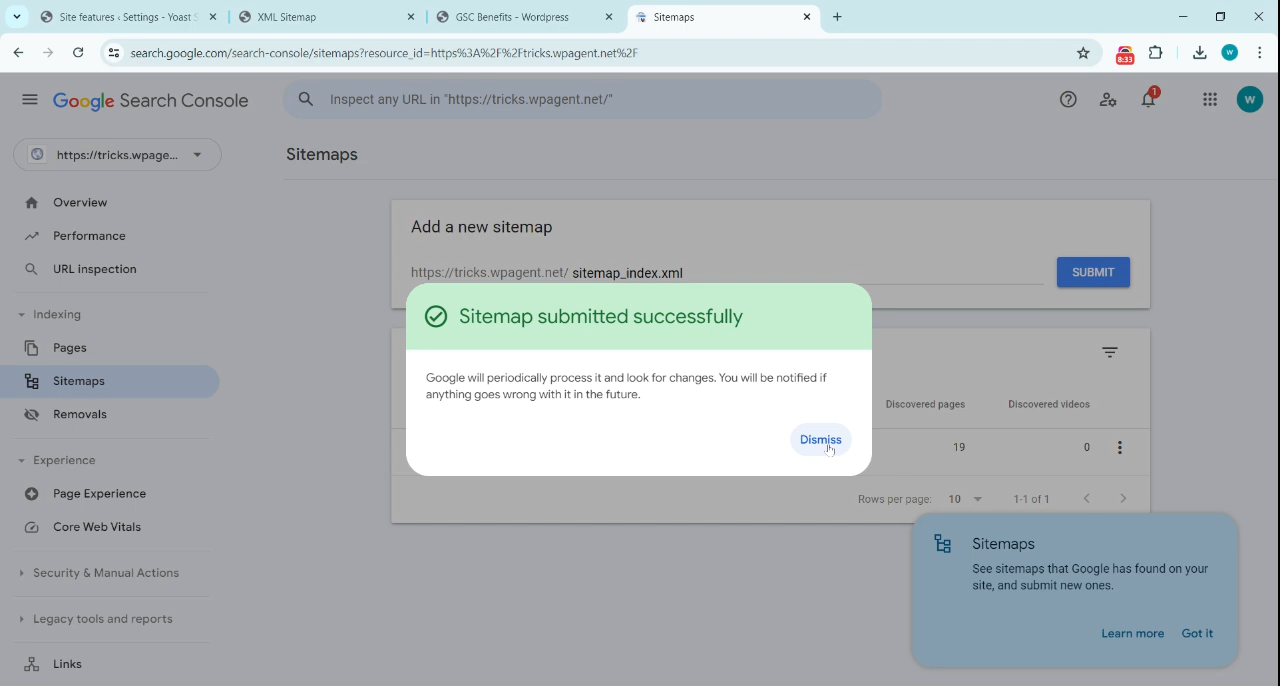 Site features ‹ Settings - Yoast S
XML Sitemap
GSC Benefits - Wordpress
Sitemaps
search.google.com/search-console/sitemaps?resource_id=https%3A%2F%2Ftricks.wpagent.net%2F
8:33
W
Google Search Console
Inspect any URL in "https://tricks.wpagent.net/"
1
W
https://tricks.wpage...
Sitemaps
Overview
Performance
URL inspection
Indexing
Pages
Sitemaps
Removals
Experience
Page Experience
Core Web Vitals
Security & Manual Actions
Legacy tools and reports
Links
Add a new sitemap
https://tricks.wpagent.net/ sitemap_index.xml
SUBMIT
Sitemap submitted successfully
Google will periodically process it and look for changes. You will be notified if
anything goes wrong with it in the future.
Dismiss
Discovered pages
Discovered videos
19
0
Rows per page:
10
1-1 of 1
Sitemaps
See sitemaps that Google has found on your
site, and submit new ones.
Learn more
Got it